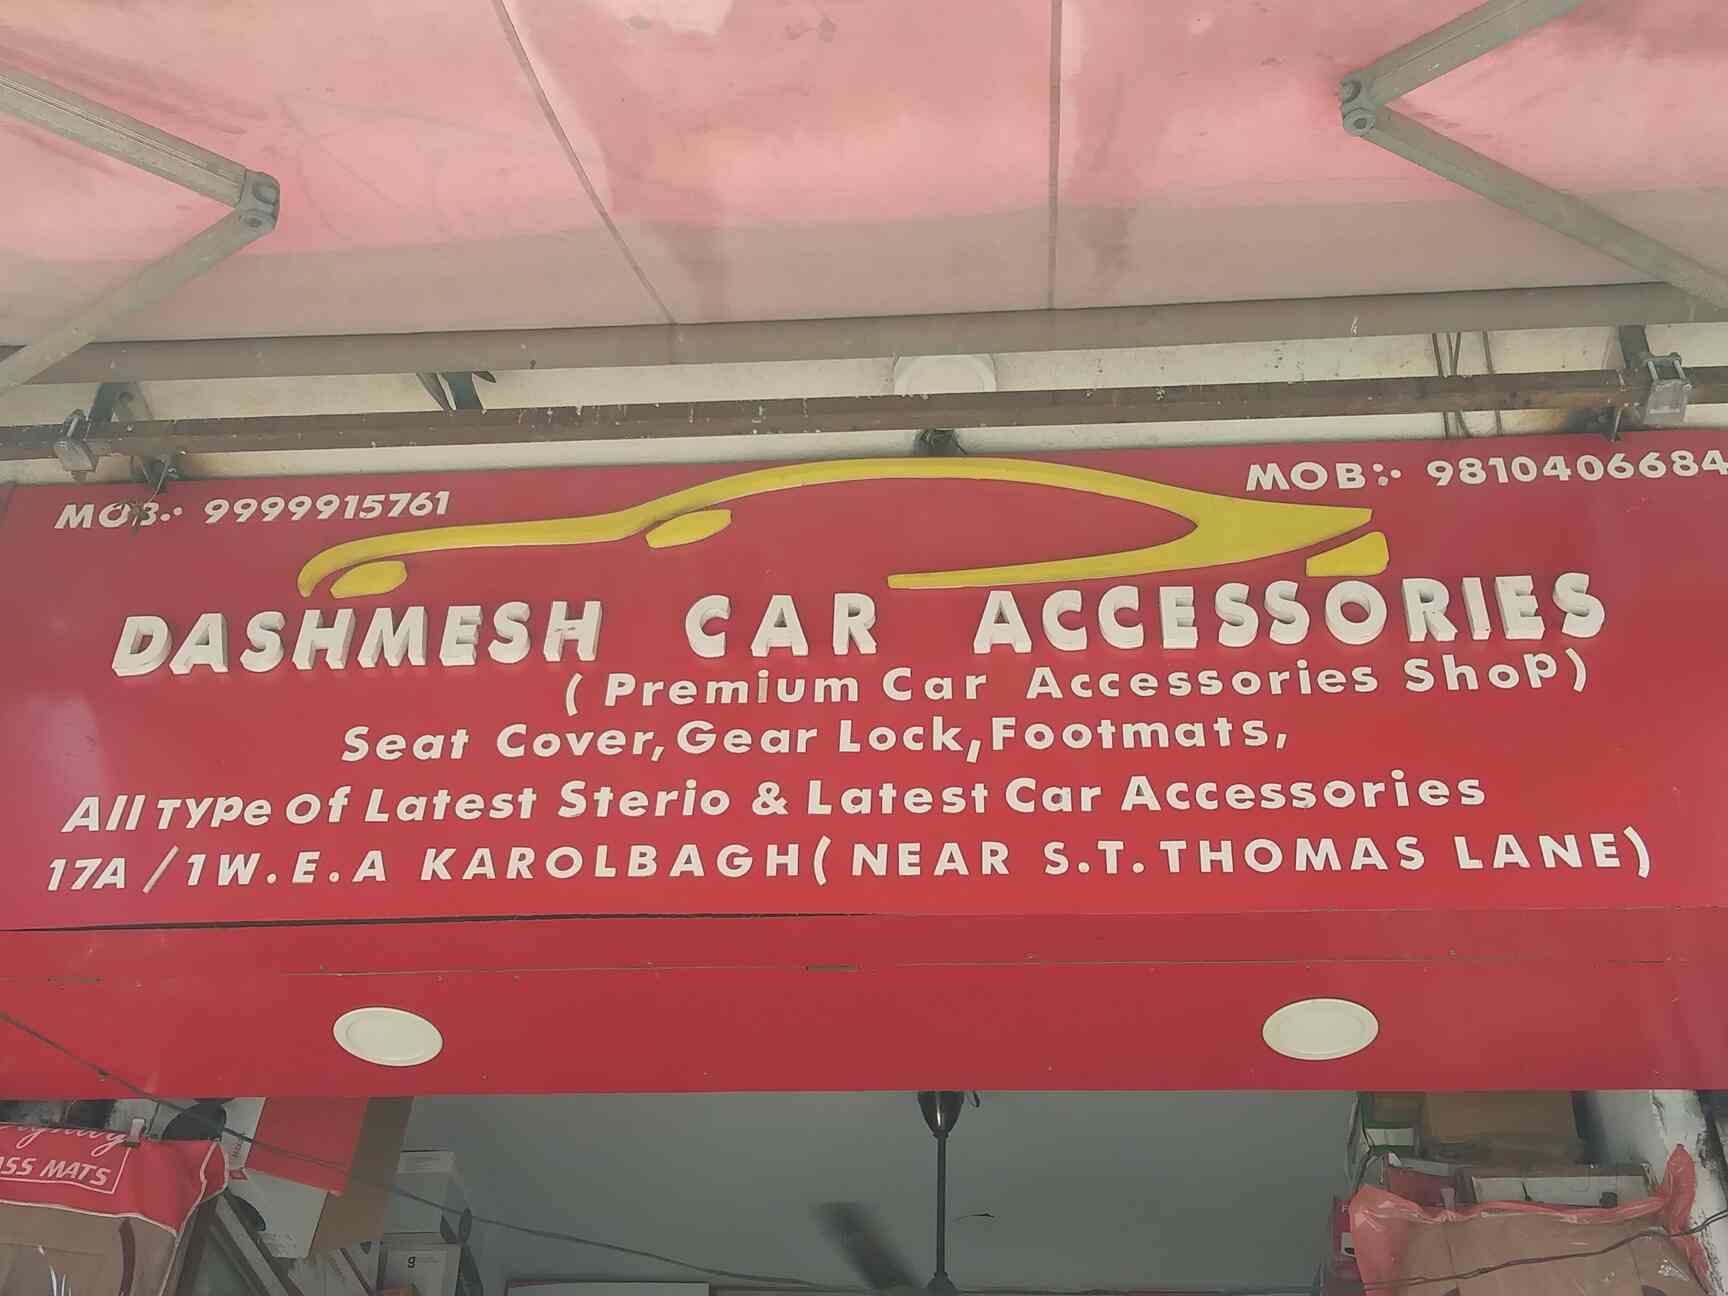 MOB.: 9999915761
MOB:- 9810406684
DASHMESH CAR ACCESSORIES
(Premium Car Accessories Shop)
Seat Cover, Gear Lock, Footmats,
All Type Of Latest Sterio & Latest Car Accessories
17A/1W.E.A KAROLBAGH(NEAR S.T.THOMAS LANE)
MATS